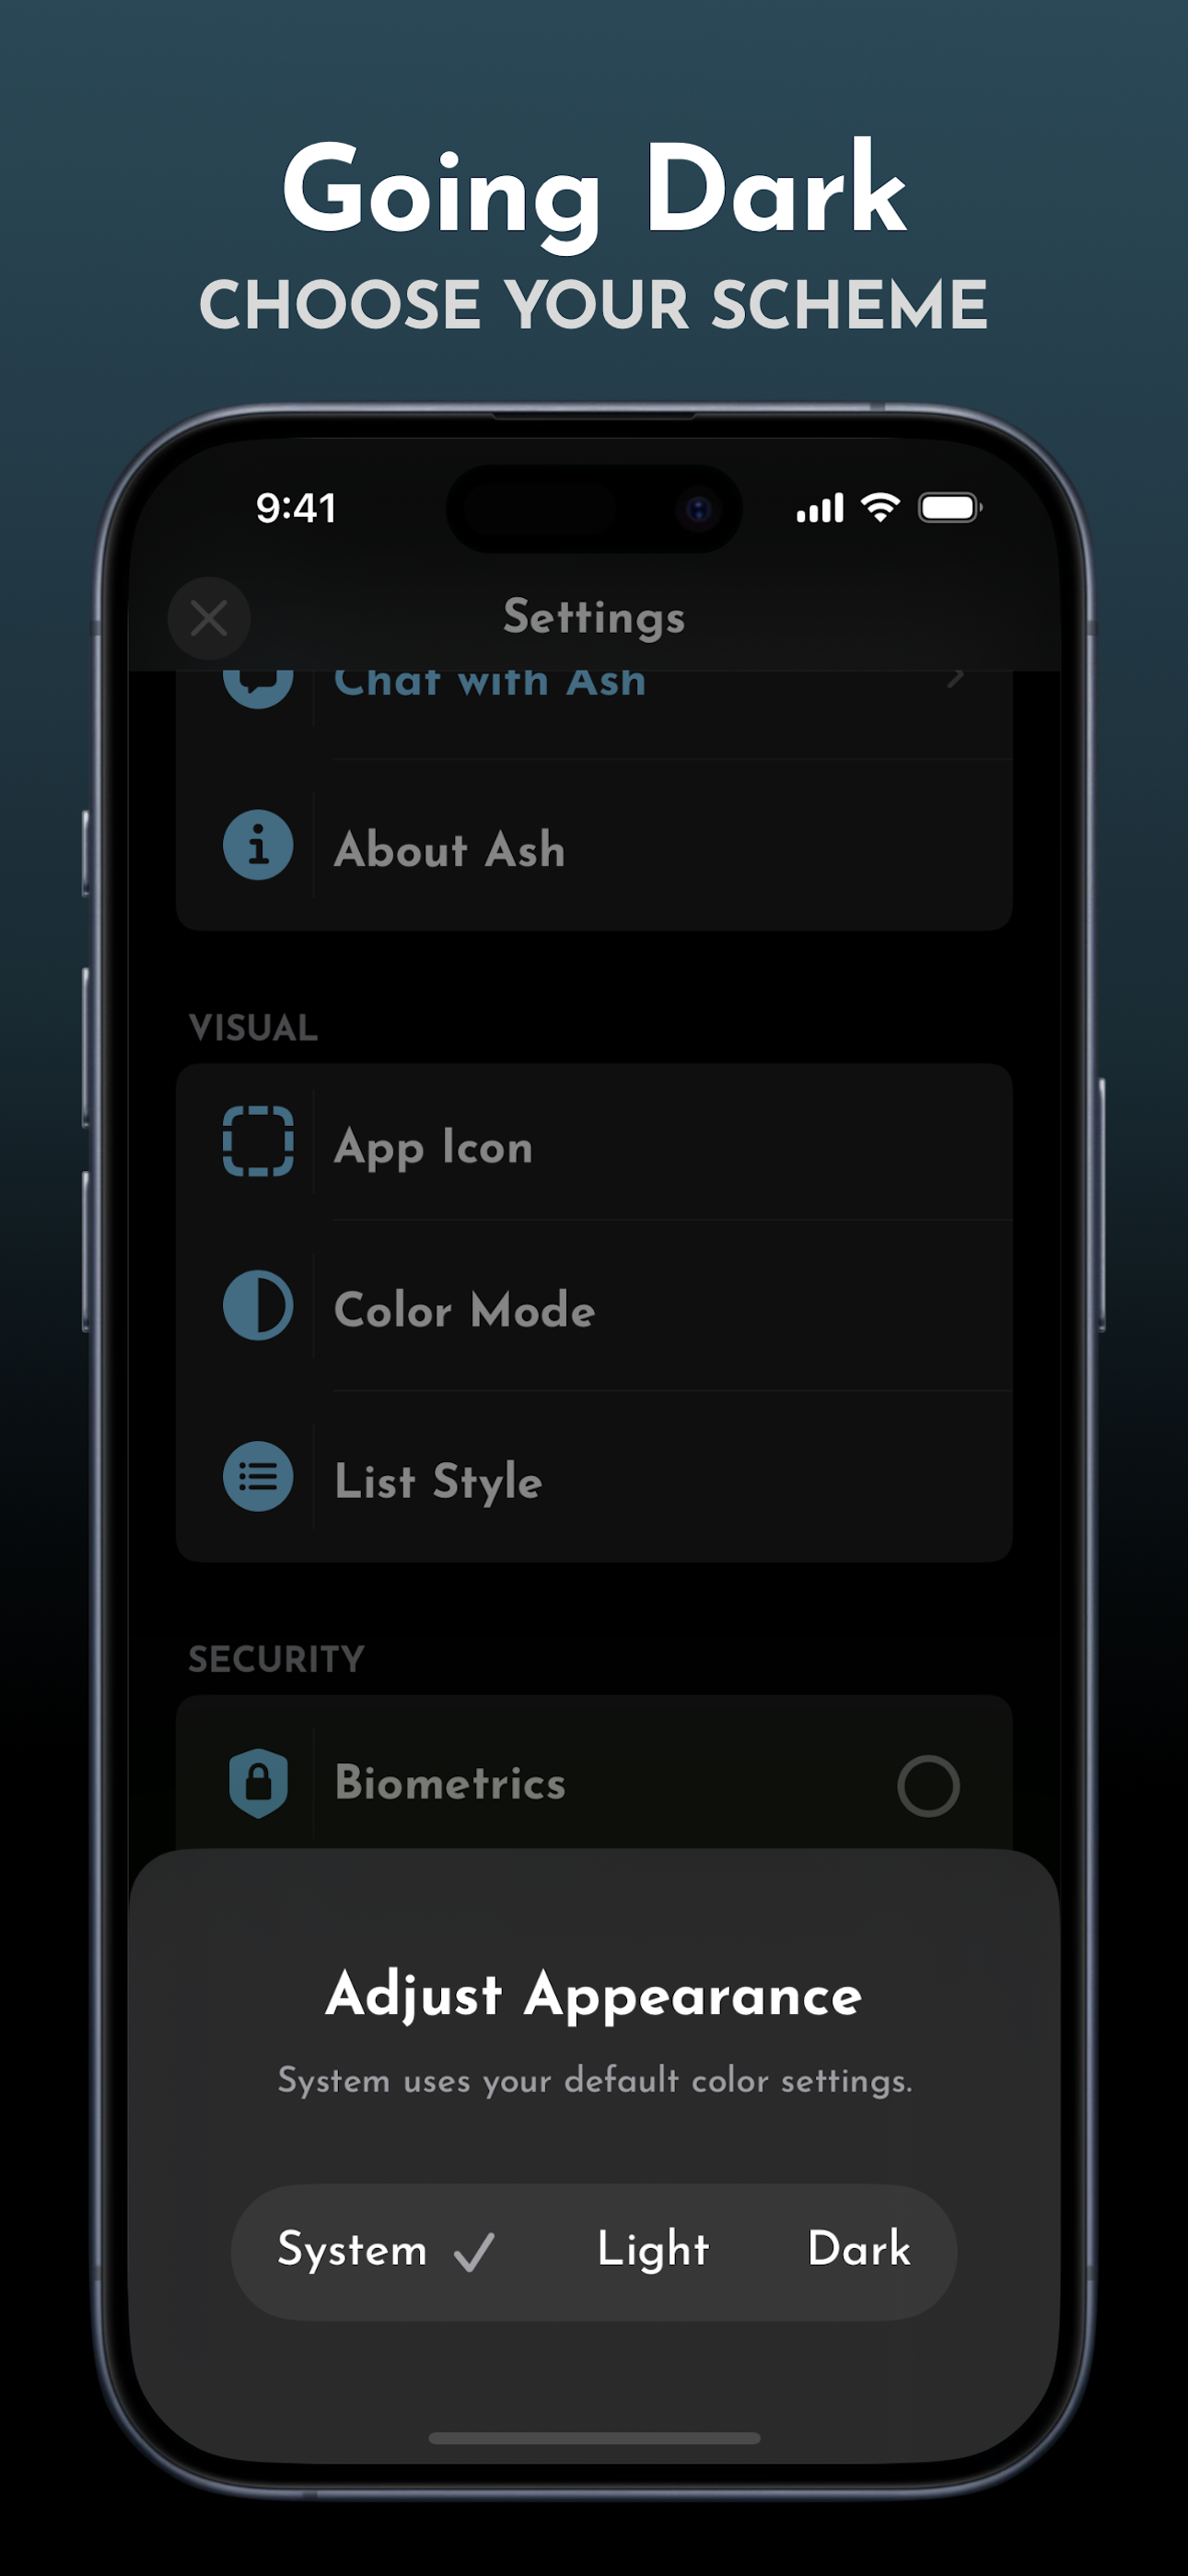 Going Dark
CHOOSE YOUR SCHEME
9:41
Settings
Chat with Ash
About Ash
VISUAL
App Icon
Color Mode
List Style
SECURITY
Biometrics
Adjust Appearance
System uses your default color settings.
System Light Dark